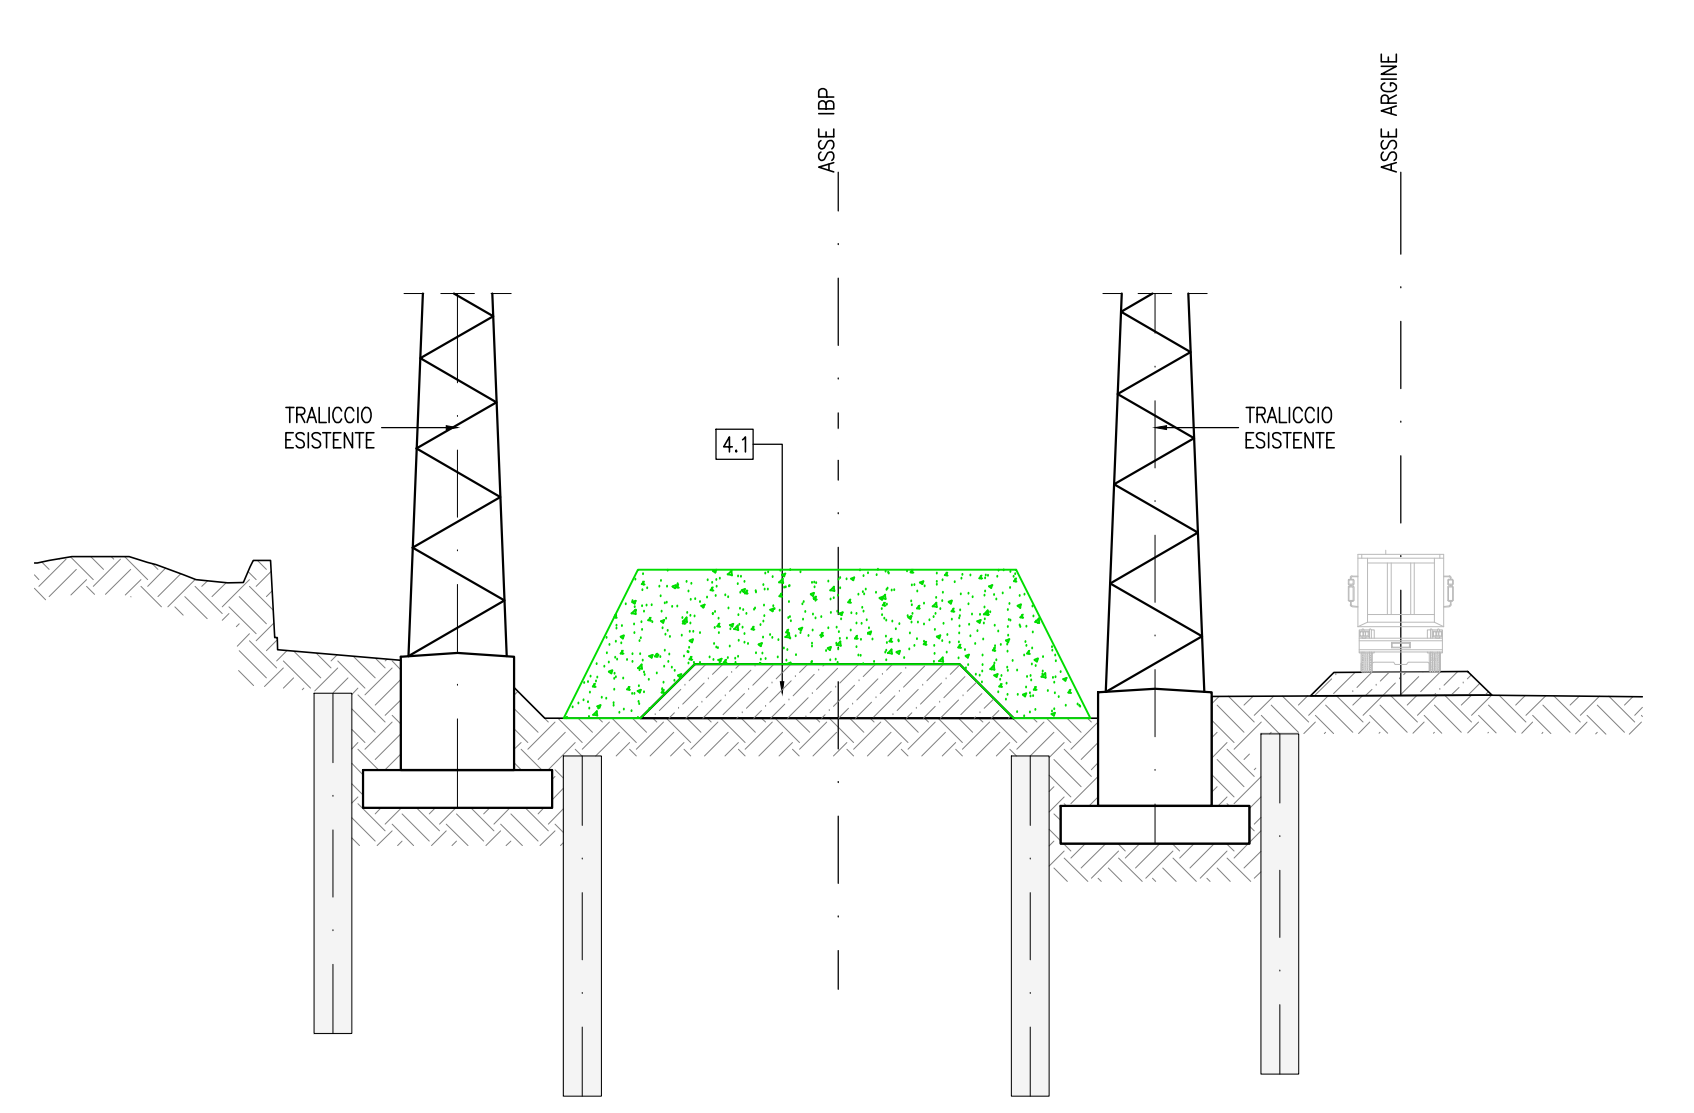 ASSE IBP
ASSE ARGINE
TRALICCIO
ESISTENTE
4.1
TRALICCIO
ESISTENTE